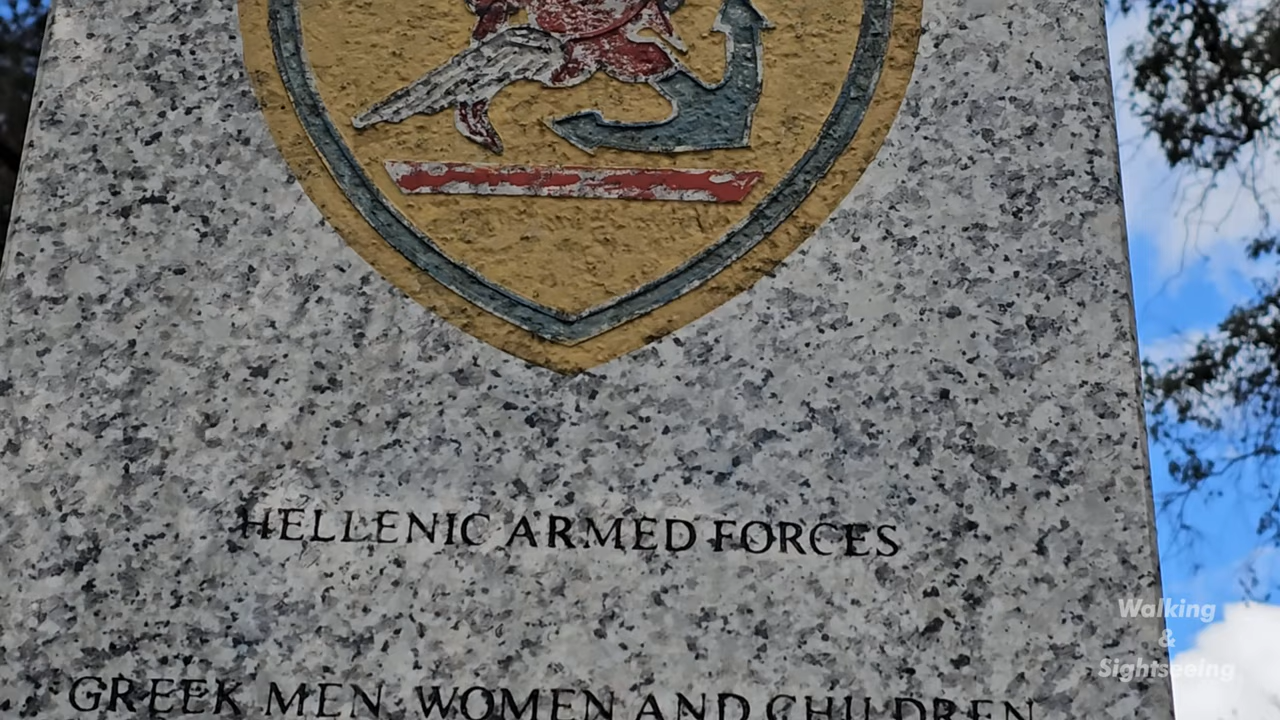 HELLENIC ARMED FORCES
GREEK MEN WOMEN AND CHILDREN
Walking
&
Sightseeing